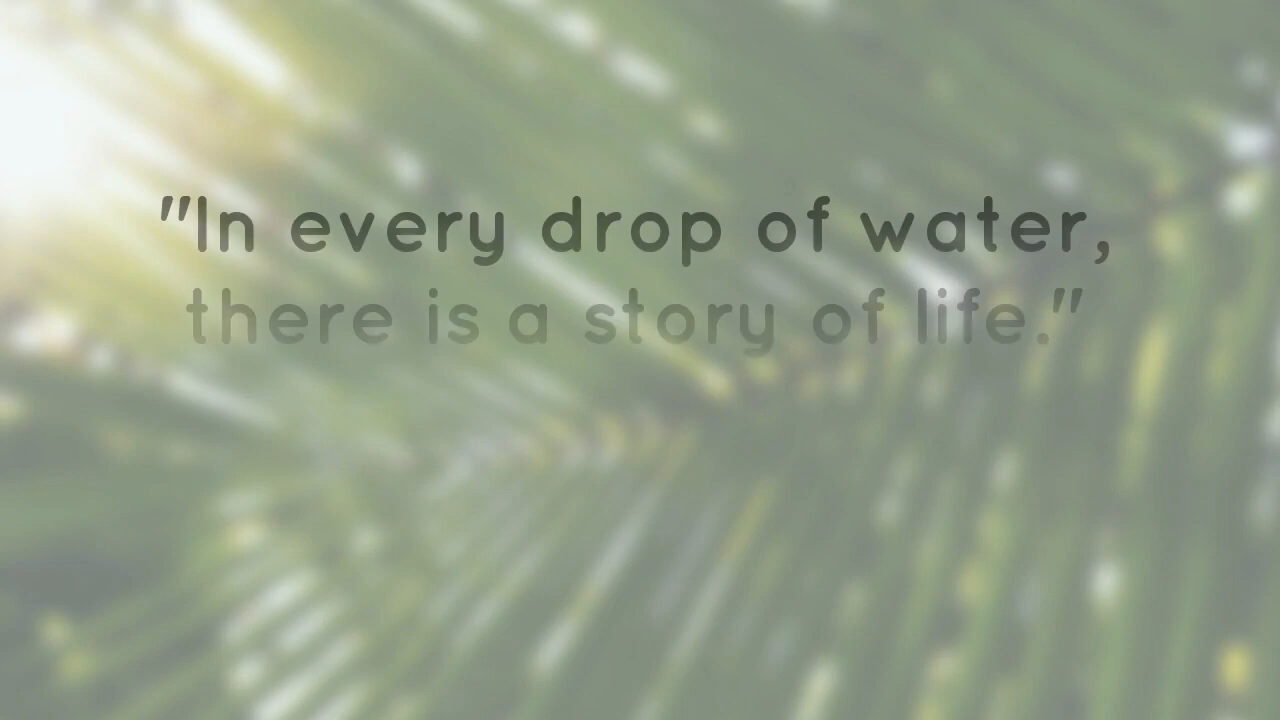 "In every drop of water,
there is a story of life."